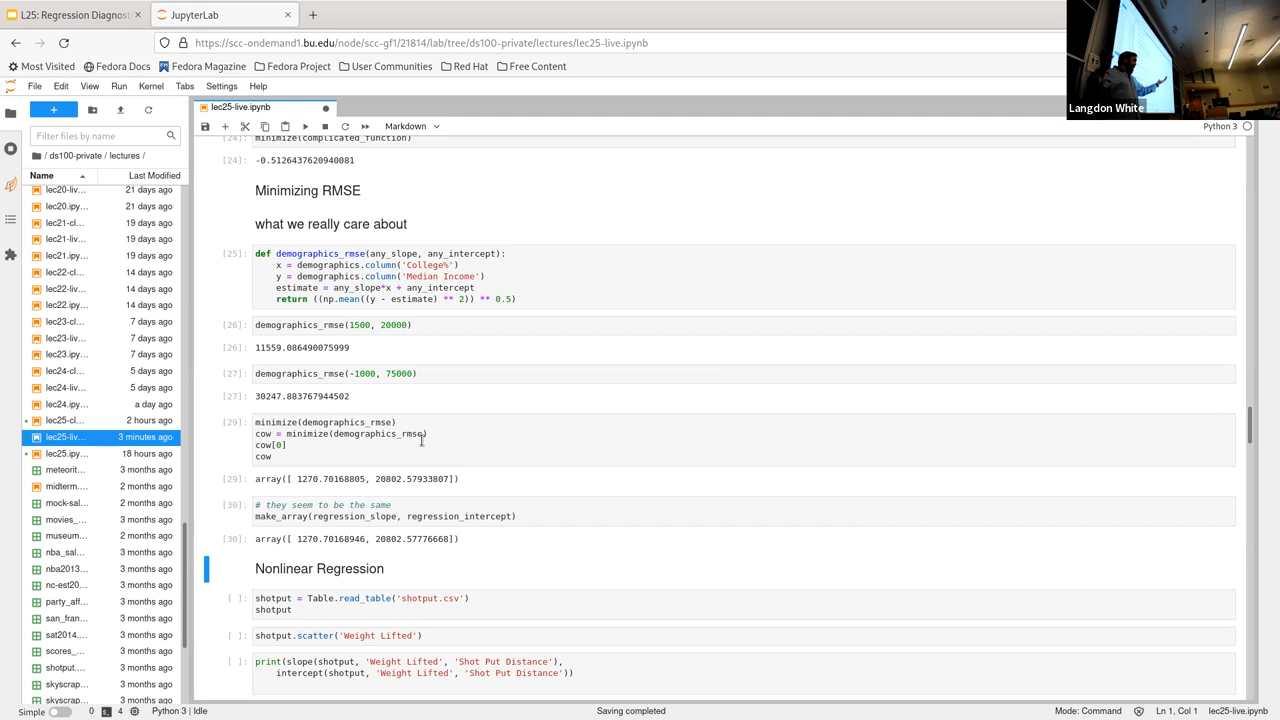 L25: Regression Diagnost
JupyterLab
https://scc-ondemand1.bu.edu/node/scc-gf1/21814/lab/tree/ds100-private/lectures/lec25-live.ipynb
Most Visited Fedora Docs Fedora Magazine Fedora Project User Communities Red Hat Free Content
Langdon White
File Edit View Run Kernel Tabs Settings Help
lec25-live.ipynb
Markdown
Python 3
Filter files by name
/ ds100-private / lectures /
Name Last Modified
lec20-liv... 21 days ago
lec20.ipy... 21 days ago
lec21-cl... 19 days ago
lec21-liv... 19 days ago
lec21.ipy... 19 days ago
lec22-cl... 14 days ago
lec22-liv... 14 days ago
lec22.ipy... 14 days ago
lec23-cl... 7 days ago
lec23-liv... 7 days ago
lec23.ipy... 7 days ago
lec24-cl... 5 days ago
lec24-liv... 5 days ago
lec24.ipy... a day ago
lec25-cl... 2 hours ago
lec25-liv... 3 minutes ago
lec25.ipy... 18 hours ago
meteorit... 3 months ago
midterm.... 2 months ago
mock-sal... 2 months ago
movies_... 3 months ago
museum... 2 months ago
nba_sal... 3 months ago
nba2013... 3 months ago
nc-est20... 3 months ago
party_aff... 3 months ago
san_fran... 3 months ago
sat2014.... 3 months ago
scores_... 3 months ago
shotput.... 3 months ago
skyscrap... 3 months ago
skyscrap... 3 months ago
[24]: minimize(complicated_function)
[24]: -0.5126437620940081
Minimizing RMSE
what we really care about
[25]: def demographics_rmse(any_slope, any_intercept):
x = demographics.column('College%')
y = demographics.column('Median Income')
estimate = any_slope*x + any_intercept
return ((np.mean((y - estimate) ** 2)) ** 0.5)
[26]: demographics_rmse(1500, 20000)
[26]: 11559.086490075999
[27]: demographics_rmse(-1000, 75000)
[27]: 30247.883767944502
[29]: minimize(demographics_rmse)
cow = minimize(demographics_rmse)
cow[0]
cow
[29]: array([ 1270.70168805, 20802.57933807])
[30]: # they seem to be the same
make_array(regression_slope, regression_intercept)
[30]: array([ 1270.70168946, 20802.57776668])
Nonlinear Regression
[ ]: shotput = Table.read_table('shotput.csv')
shotput
[ ]: shotput.scatter('Weight Lifted')
[ ]: print(slope(shotput, 'Weight Lifted', 'Shot Put Distance'),
intercept(shotput, 'Weight Lifted', 'Shot Put Distance'))
Simple 0 4 Python 3 | Idle Saving completed Mode: Command Ln 1, Col 1 lec25-live.ipynb